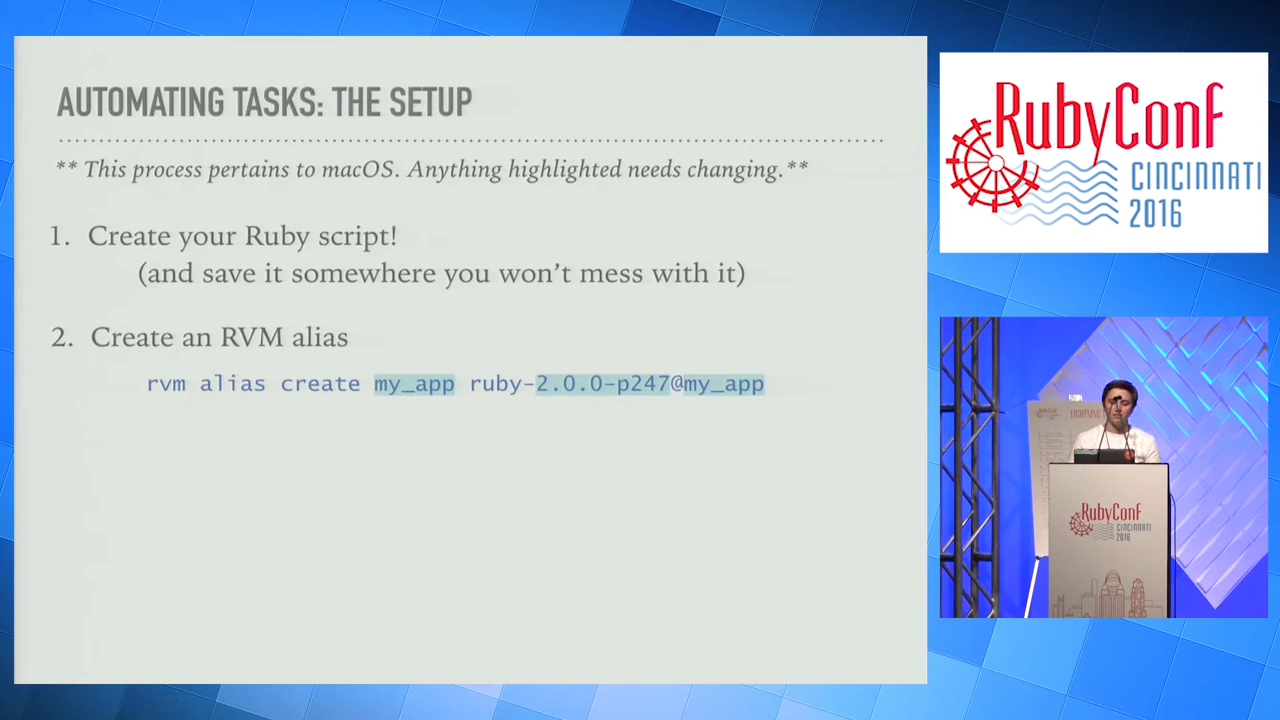 AUTOMATING TASKS: THE SETUP
** This process pertains to macOS. Anything highlighted needs changing.**
1. Create your Ruby script!
(and save it somewhere you won’t mess with it)
2. Create an RVM alias
rvm alias create my_app ruby-2.0.0-p247@my_app
RubyConf
CINCINNATI
2016
LIGHTNING
RubyConf
CINCINNATI
2016